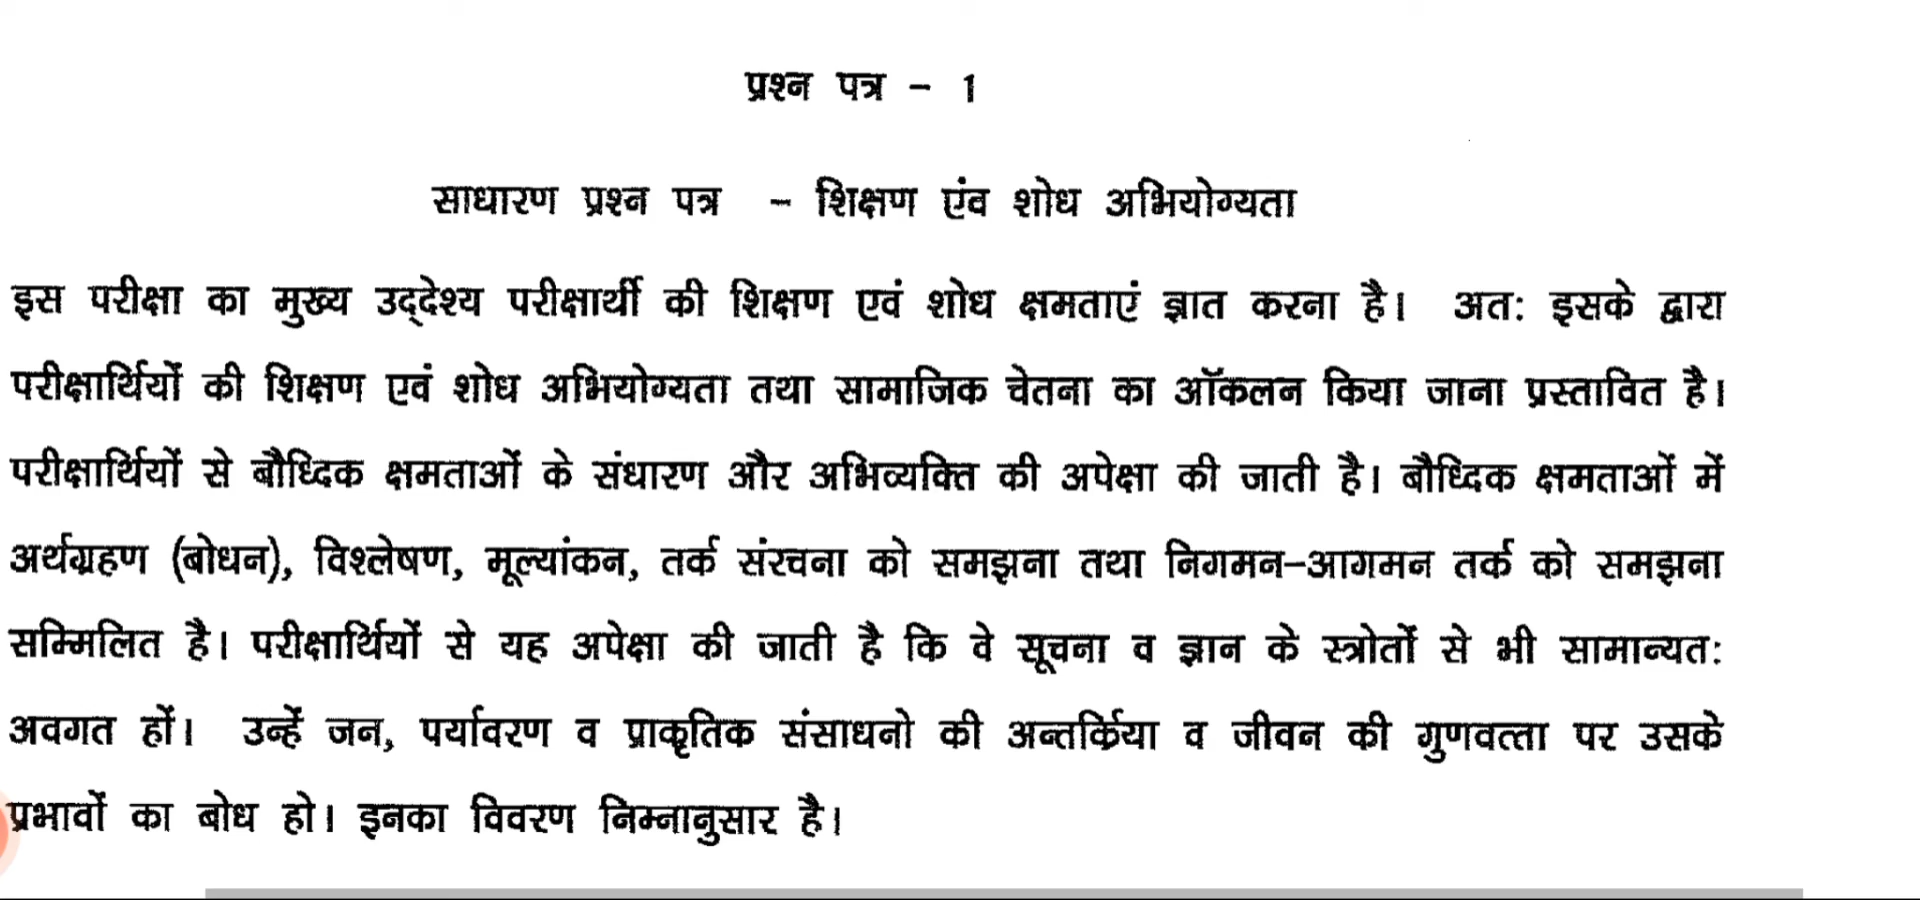 प्रश्न पत्र - 1
साधारण प्रश्न पत्र - शिक्षण एंव शोध अभियोग्यता
इस परीक्षा का मुख्य उद्‌देश्य परीक्षार्थी की शिक्षण एवं शोध क्षमताएं ज्ञात करना है। अत: इसके द्वारा
परीक्षार्थियों की शिक्षण एवं शोध अभियोग्यता तथा सामाजिक चेतना का ऑकलन किया जाना प्रस्तावित है।
परीक्षार्थियों से बौध्दिक क्षमताओं के संधारण और अभिव्यक्ति की अपेक्षा की जाती है। बौध्दिक क्षमताओं में
अर्थग्रहण (बोधन), विश्लेषण, मूल्यांकन, तर्क संरचना को समझना तथा निगमन-आगमन तर्क को समझना
सम्मिलित है। परीक्षार्थियों से यह अपेक्षा की जाती है कि वे सूचना व ज्ञान के स्त्रोतों से भी सामान्यत:
अवगत हों। उन्हें जन, पर्यावरण व प्राकृतिक संसाधनो की अन्तर्क्रिया व जीवन की गुणवत्ता पर उसके
प्रभावों का बोध हो। इनका विवरण निम्नानुसार है।